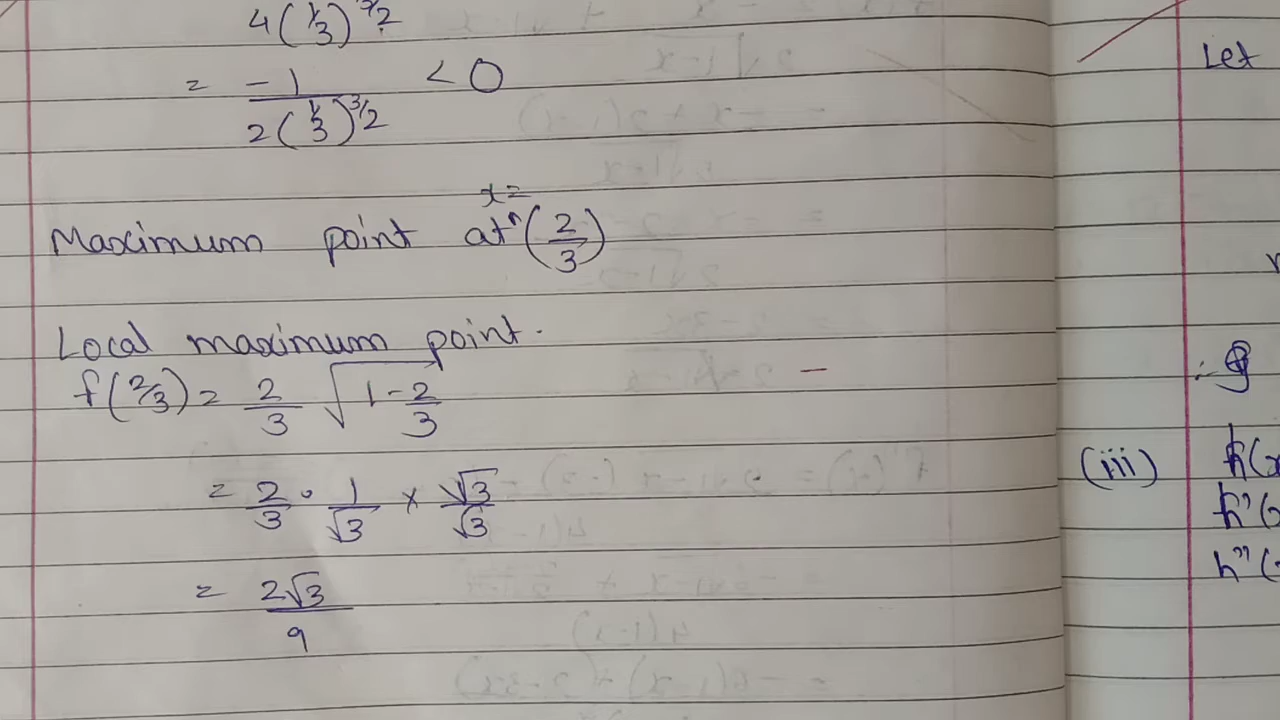 4(1/3)^3/2
= -1 / 2(1/3)^3/2 < 0
x=
Maximum point at (2/3)
Local maximum point.
f(2/3) = 2/3 √(1-2/3)
= 2/3 · 1/√3 × √3/√3
= 2√3/9
Let
(iii) h(x
h'(
h"(